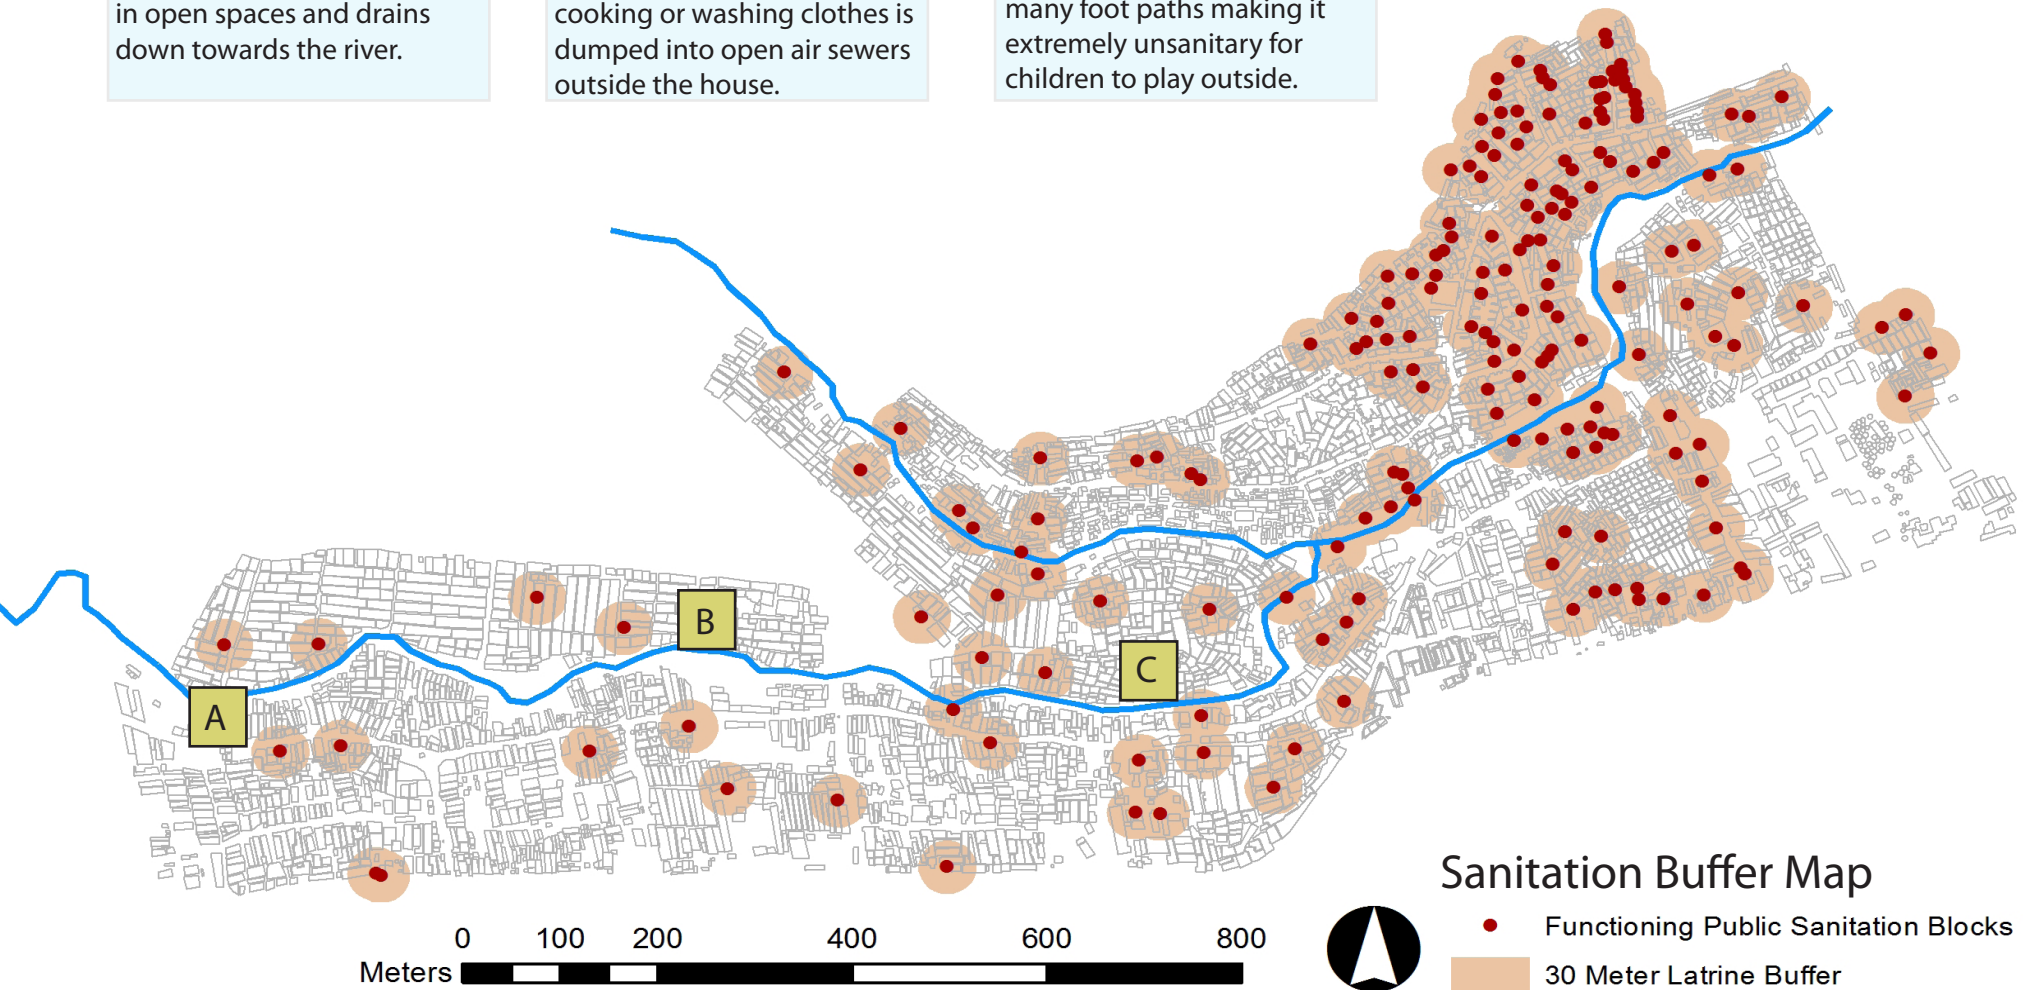 in open spaces and drains
down towards the river.
cooking or washing clothes is
dumped into open air sewers
outside the house.
many foot paths making it
extremely unsanitary for
children to play outside.
B
C
A
Sanitation Buffer Map
0 100 200 400 600 800
Meters
Functioning Public Sanitation Blocks
30 Meter Latrine Buffer